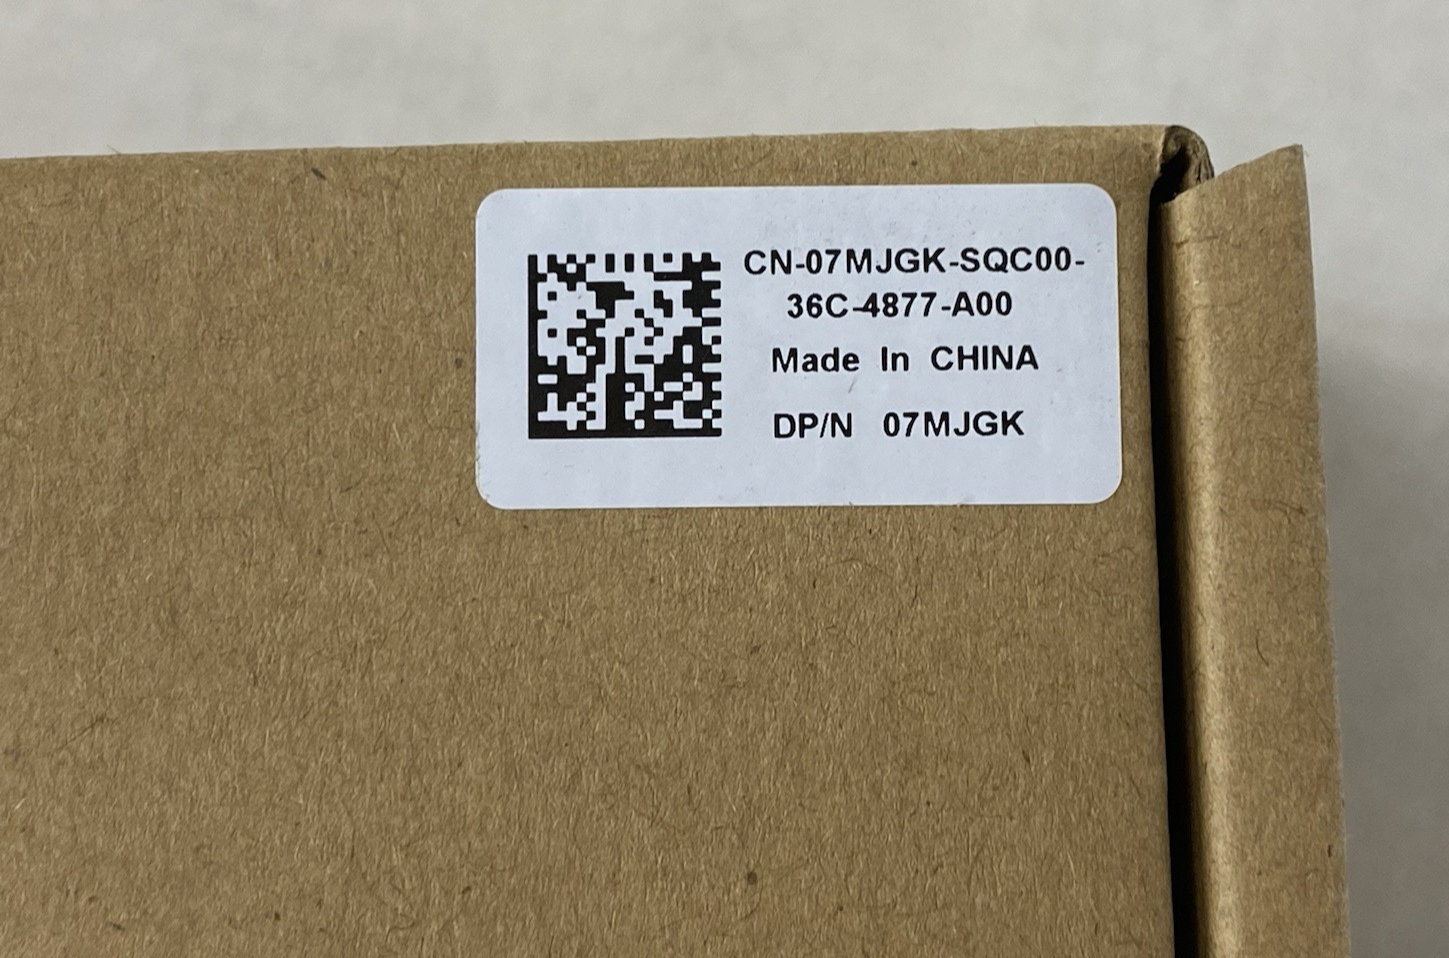 CN-07MJGK-SQC00-
36C-4877-A00
Made In CHINA
DP/N 07MJGK